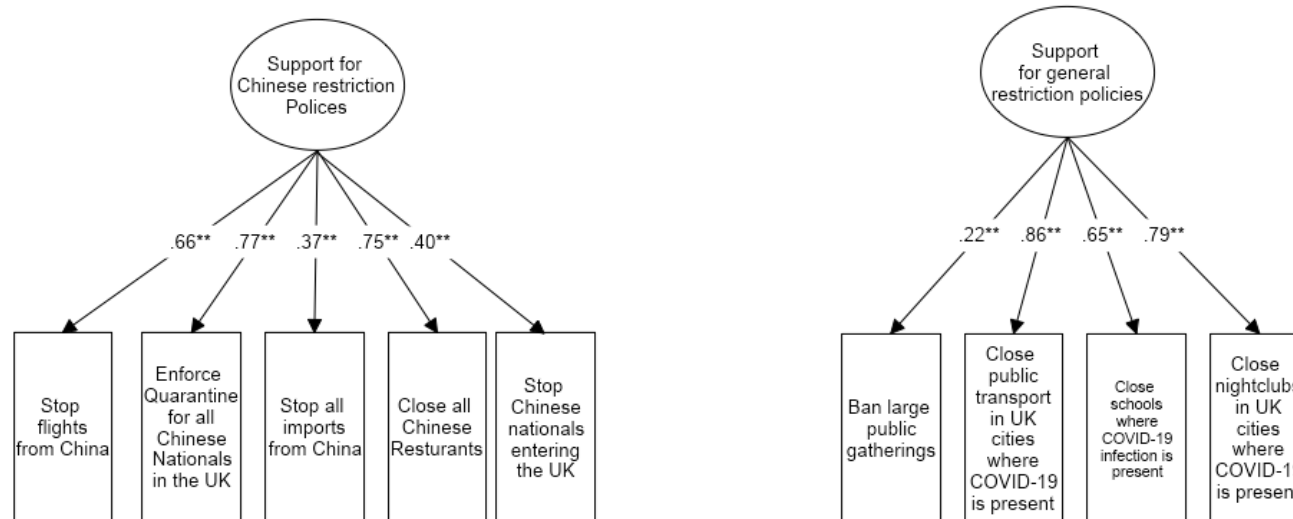 Support for
Chinese restriction
Polices
Support
for general
restriction policies
.66** .77** .37** .75** .40**
.22** .86** .65** .79**
Stop
flights
from China
Enforce
Quarantine
for all
Chinese
Nationals
in the UK
Stop all
imports
from China
Close all
Chinese
Resturants
Stop
Chinese
nationals
entering
the UK
Ban large
public
gatherings
Close
public
transport
in UK
cities
where
COVID-19
is present
Close
schools
where
COVID-19
infection is
present
Close
nightclubs
in UK
cities
where
COVID-19
is present